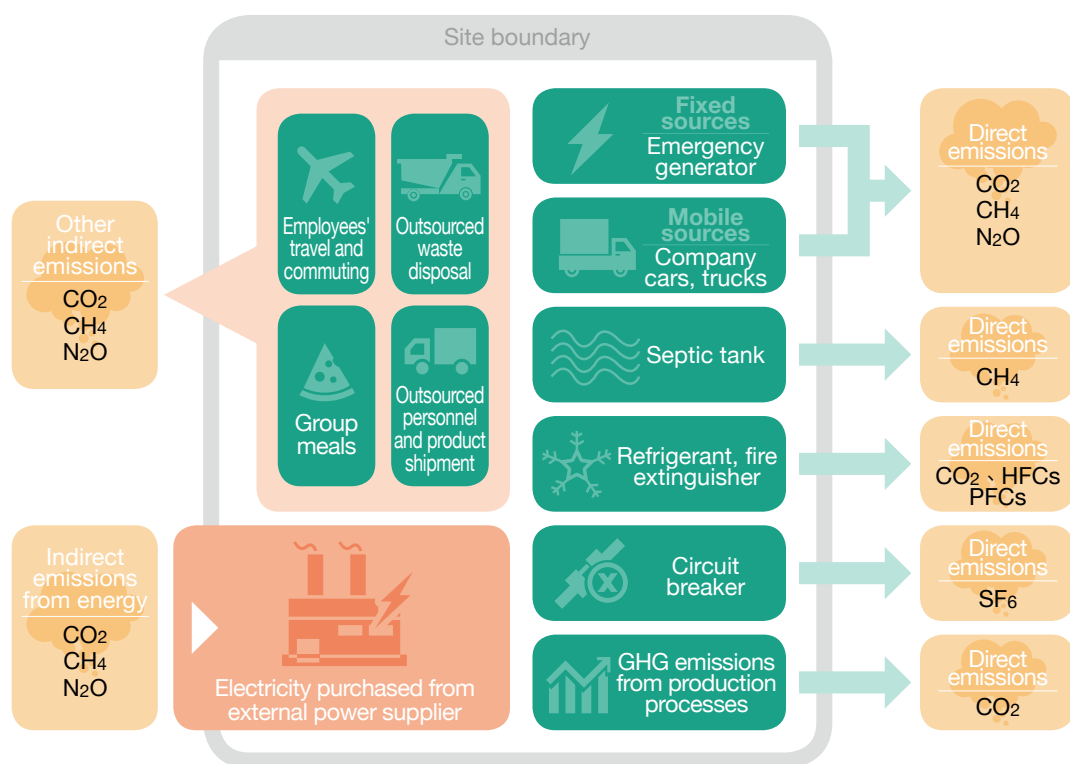 Site boundary
Other
indirect
emissions
CO2
CH4
N2O
Employees'
travel and
commuting
Outsourced
waste
disposal
Group
meals
Outsourced
personnel
and product
shipment
Indirect
emissions
from energy
CO2
CH4
N2O
Electricity purchased from
external power supplier
Fixed
sources
Emergency
generator
Mobile
sources
Company
cars, trucks
Direct
emissions
CO2
CH4
N2O
Septic tank
Direct
emissions
CH4
Refrigerant, fire
extinguisher
Direct
emissions
CO2、HFCs
PFCs
X
Circuit
breaker
Direct
emissions
SF6
GHG emissions
from production
processes
Direct
emissions
CO2